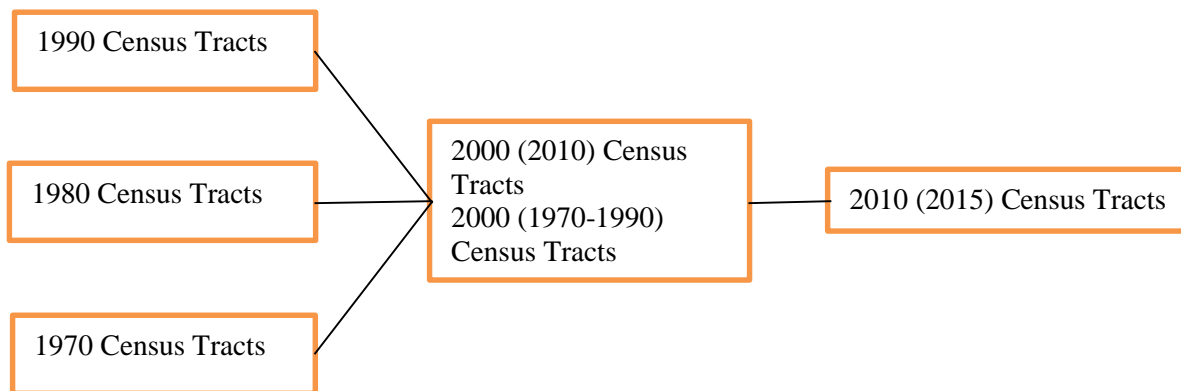 1990 Census Tracts
1980 Census Tracts
1970 Census Tracts
2000 (2010) Census
Tracts
2000 (1970-1990)
Census Tracts
2010 (2015) Census Tracts